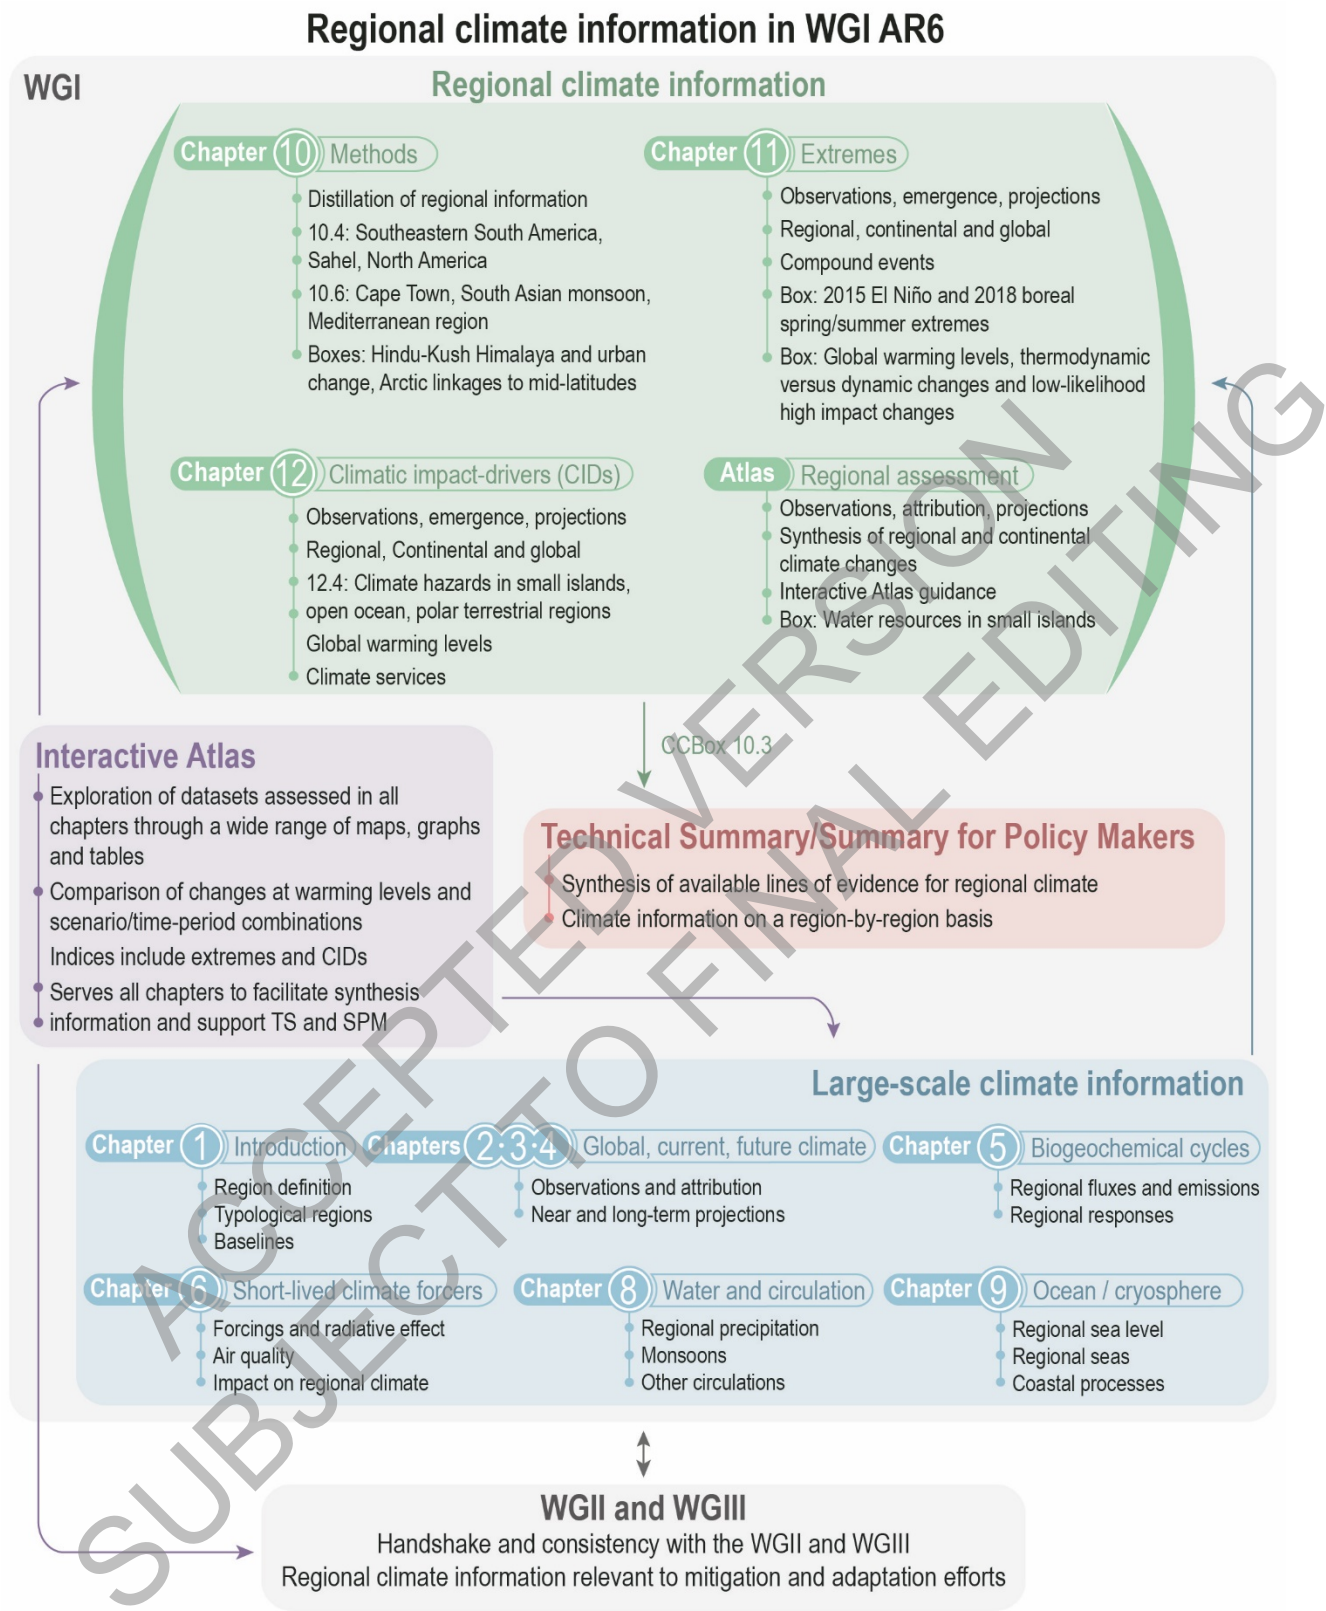 Regional climate information in WGI AR6
WGI
Regional climate information
Chapter 10 Methods
Distillation of regional information
10.4: Southeastern South America,
Sahel, North America
10.6: Cape Town, South Asian monsoon,
Mediterranean region
Boxes: Hindu-Kush Himalaya and urban
change, Arctic linkages to mid-latitudes
Chapter 11 Extremes
Observations, emergence, projections
Regional, continental and global
Compound events
Box: 2015 El Niño and 2018 boreal
spring/summer extremes
Box: Global warming levels, thermodynamic
versus dynamic changes and low-likelihood
high impact changes
Chapter 12 Climatic impact-drivers (CIDs)
Observations, emergence, projections
Regional, Continental and global
12.4: Climate hazards in small islands,
open ocean, polar terrestrial regions
Global warming levels
Climate services
Atlas Regional assessment
Observations, attribution, projections
Synthesis of regional and continental
climate changes
Interactive Atlas guidance
Box: Water resources in small islands
CCBox 10.3
Interactive Atlas
Exploration of datasets assessed in all
chapters through a wide range of maps, graphs
and tables
Comparison of changes at warming levels and
scenario/time-period combinations
Indices include extremes and CIDs
Serves all chapters to facilitate synthesis
information and support TS and SPM
Technical Summary/Summary for Policy Makers
Synthesis of available lines of evidence for regional climate
Climate information on a region-by-region basis
Large-scale climate information
Chapter 1 Introduction
Region definition
Typological regions
Baselines
Chapters 2:3:4 Global, current, future climate
Observations and attribution
Near and long-term projections
Chapter 5 Biogeochemical cycles
Regional fluxes and emissions
Regional responses
Chapter 6 Short-lived climate forcers
Forcings and radiative effect
Air quality
Impact on regional climate
Chapter 8 Water and circulation
Regional precipitation
Monsoons
Other circulations
Chapter 9 Ocean / cryosphere
Regional sea level
Regional seas
Coastal processes
WGII and WGIII
Handshake and consistency with the WGII and WGIII
Regional climate information relevant to mitigation and adaptation efforts
ACCEPTED VERSION
SUBJECT TO FINAL EDITING